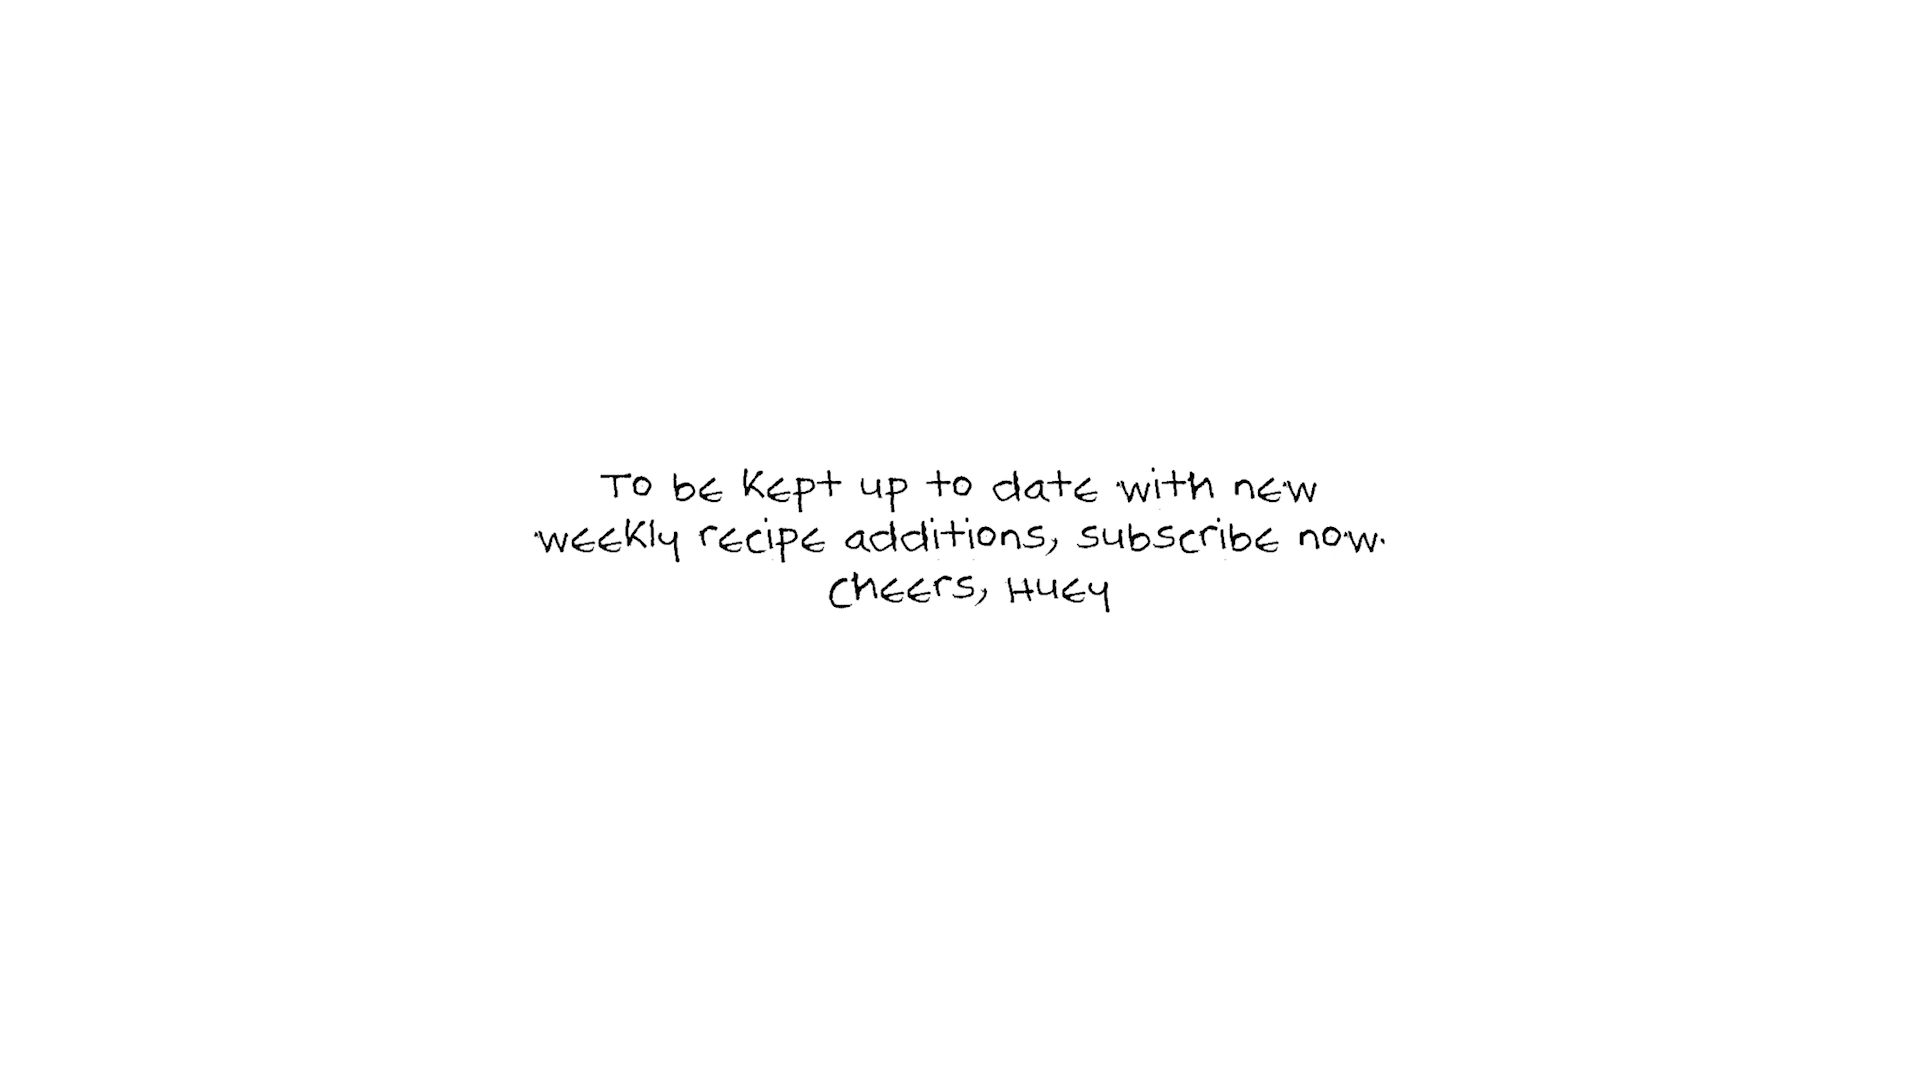 To be kept up to date with new
weekly recipe additions, subscribe now.
Cheers, Huey